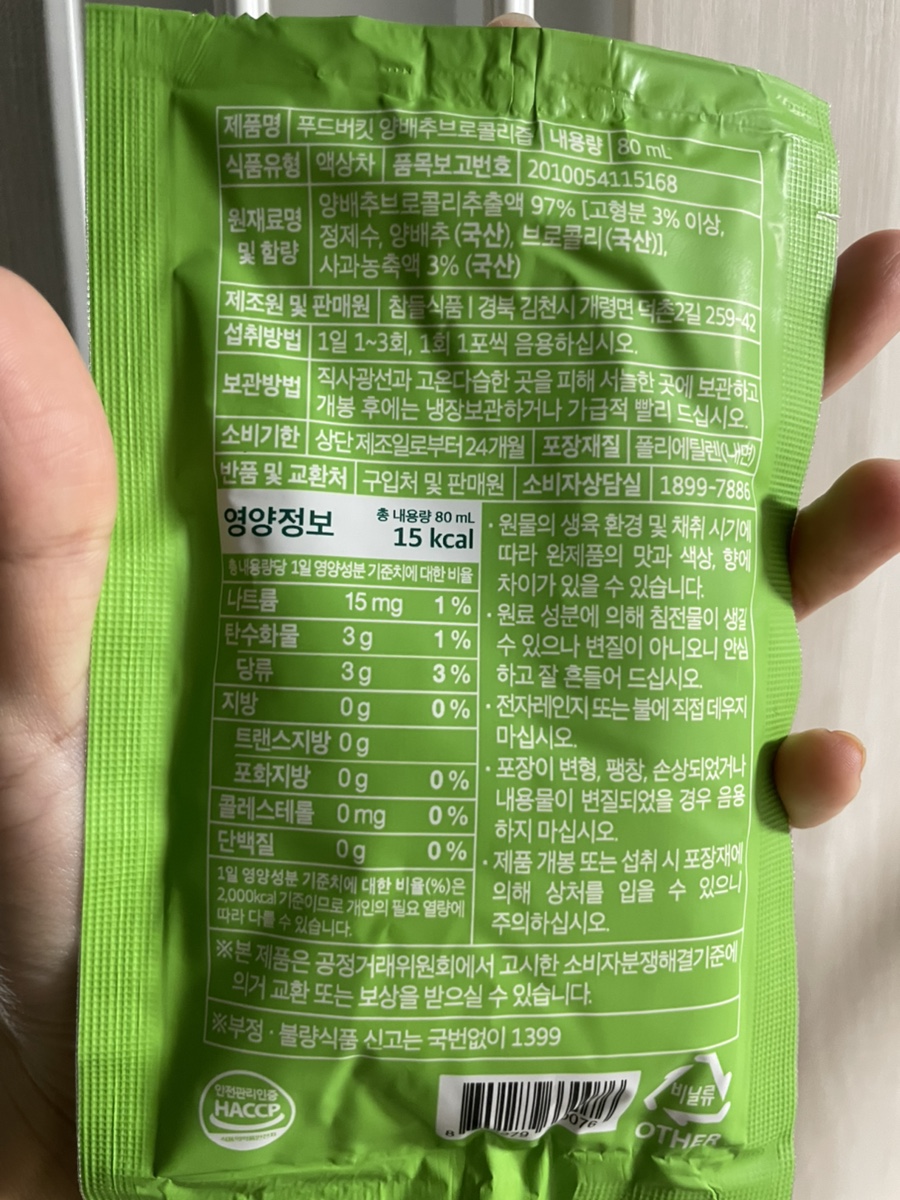 제품명 푸드버킷 양배추브로콜리즙 내용량 80 mL
식품유형 액상차 품목보고번호 2010054115168
원재료명 및 함량
양배추브로콜리추출액 97% [고형분 3% 이상,
정제수, 양배추 (국산), 브로콜리 (국산)],
사과농축액 3% (국산)
제조원 및 판매원 참들식품 | 경북 김천시 개령면 덕촌2길 259-42
섭취방법 1일 1~3회, 1회 1포씩 음용하십시오.
보관방법 직사광선과 고온다습한 곳을 피해 서늘한 곳에 보관하고
개봉 후에는 냉장보관하거나 가급적 빨리 드십시오.
소비기한 상단 제조일로부터 24개월 포장재질 폴리에틸렌(내면)
반품 및 교환처 구입처 및 판매원 소비자상담실 1899-7886
영양정보 총 내용량 80 mL
15 kcal
총내용량당 1일 영양성분 기준치에 대한 비율
나트륨 15 mg 1 %
탄수화물 3 g 1 %
당류 3 g 3 %
지방 0 g 0 %
트랜스지방 0 g
포화지방 0 g 0 %
콜레스테롤 0 mg 0 %
단백질 0 g 0 %
1일 영양성분 기준치에 대한 비율(%)은
2,000kcal 기준이므로 개인의 필요 열량에
따라 다를 수 있습니다.
· 원물의 생육 환경 및 채취 시기에
따라 완제품의 맛과 색상, 향에
차이가 있을 수 있습니다.
· 원료 성분에 의해 침전물이 생길
수 있으나 변질이 아니오니 안심
하고 잘 흔들어 드십시오.
· 전자레인지 또는 불에 직접 데우지
마십시오.
· 포장이 변형, 팽창, 손상되었거나
내용물이 변질되었을 경우 음용
하지 마십시오.
· 제품 개봉 또는 섭취 시 포장재에
의해 상처를 입을 수 있으니
주의하십시오.
※본 제품은 공정거래위원회에서 고시한 소비자분쟁해결기준에
의거 교환 또는 보상을 받으실 수 있습니다.
※부정 · 불량식품 신고는 국번없이 1399
안전관리인증
HACCP
비닐류
OTHER